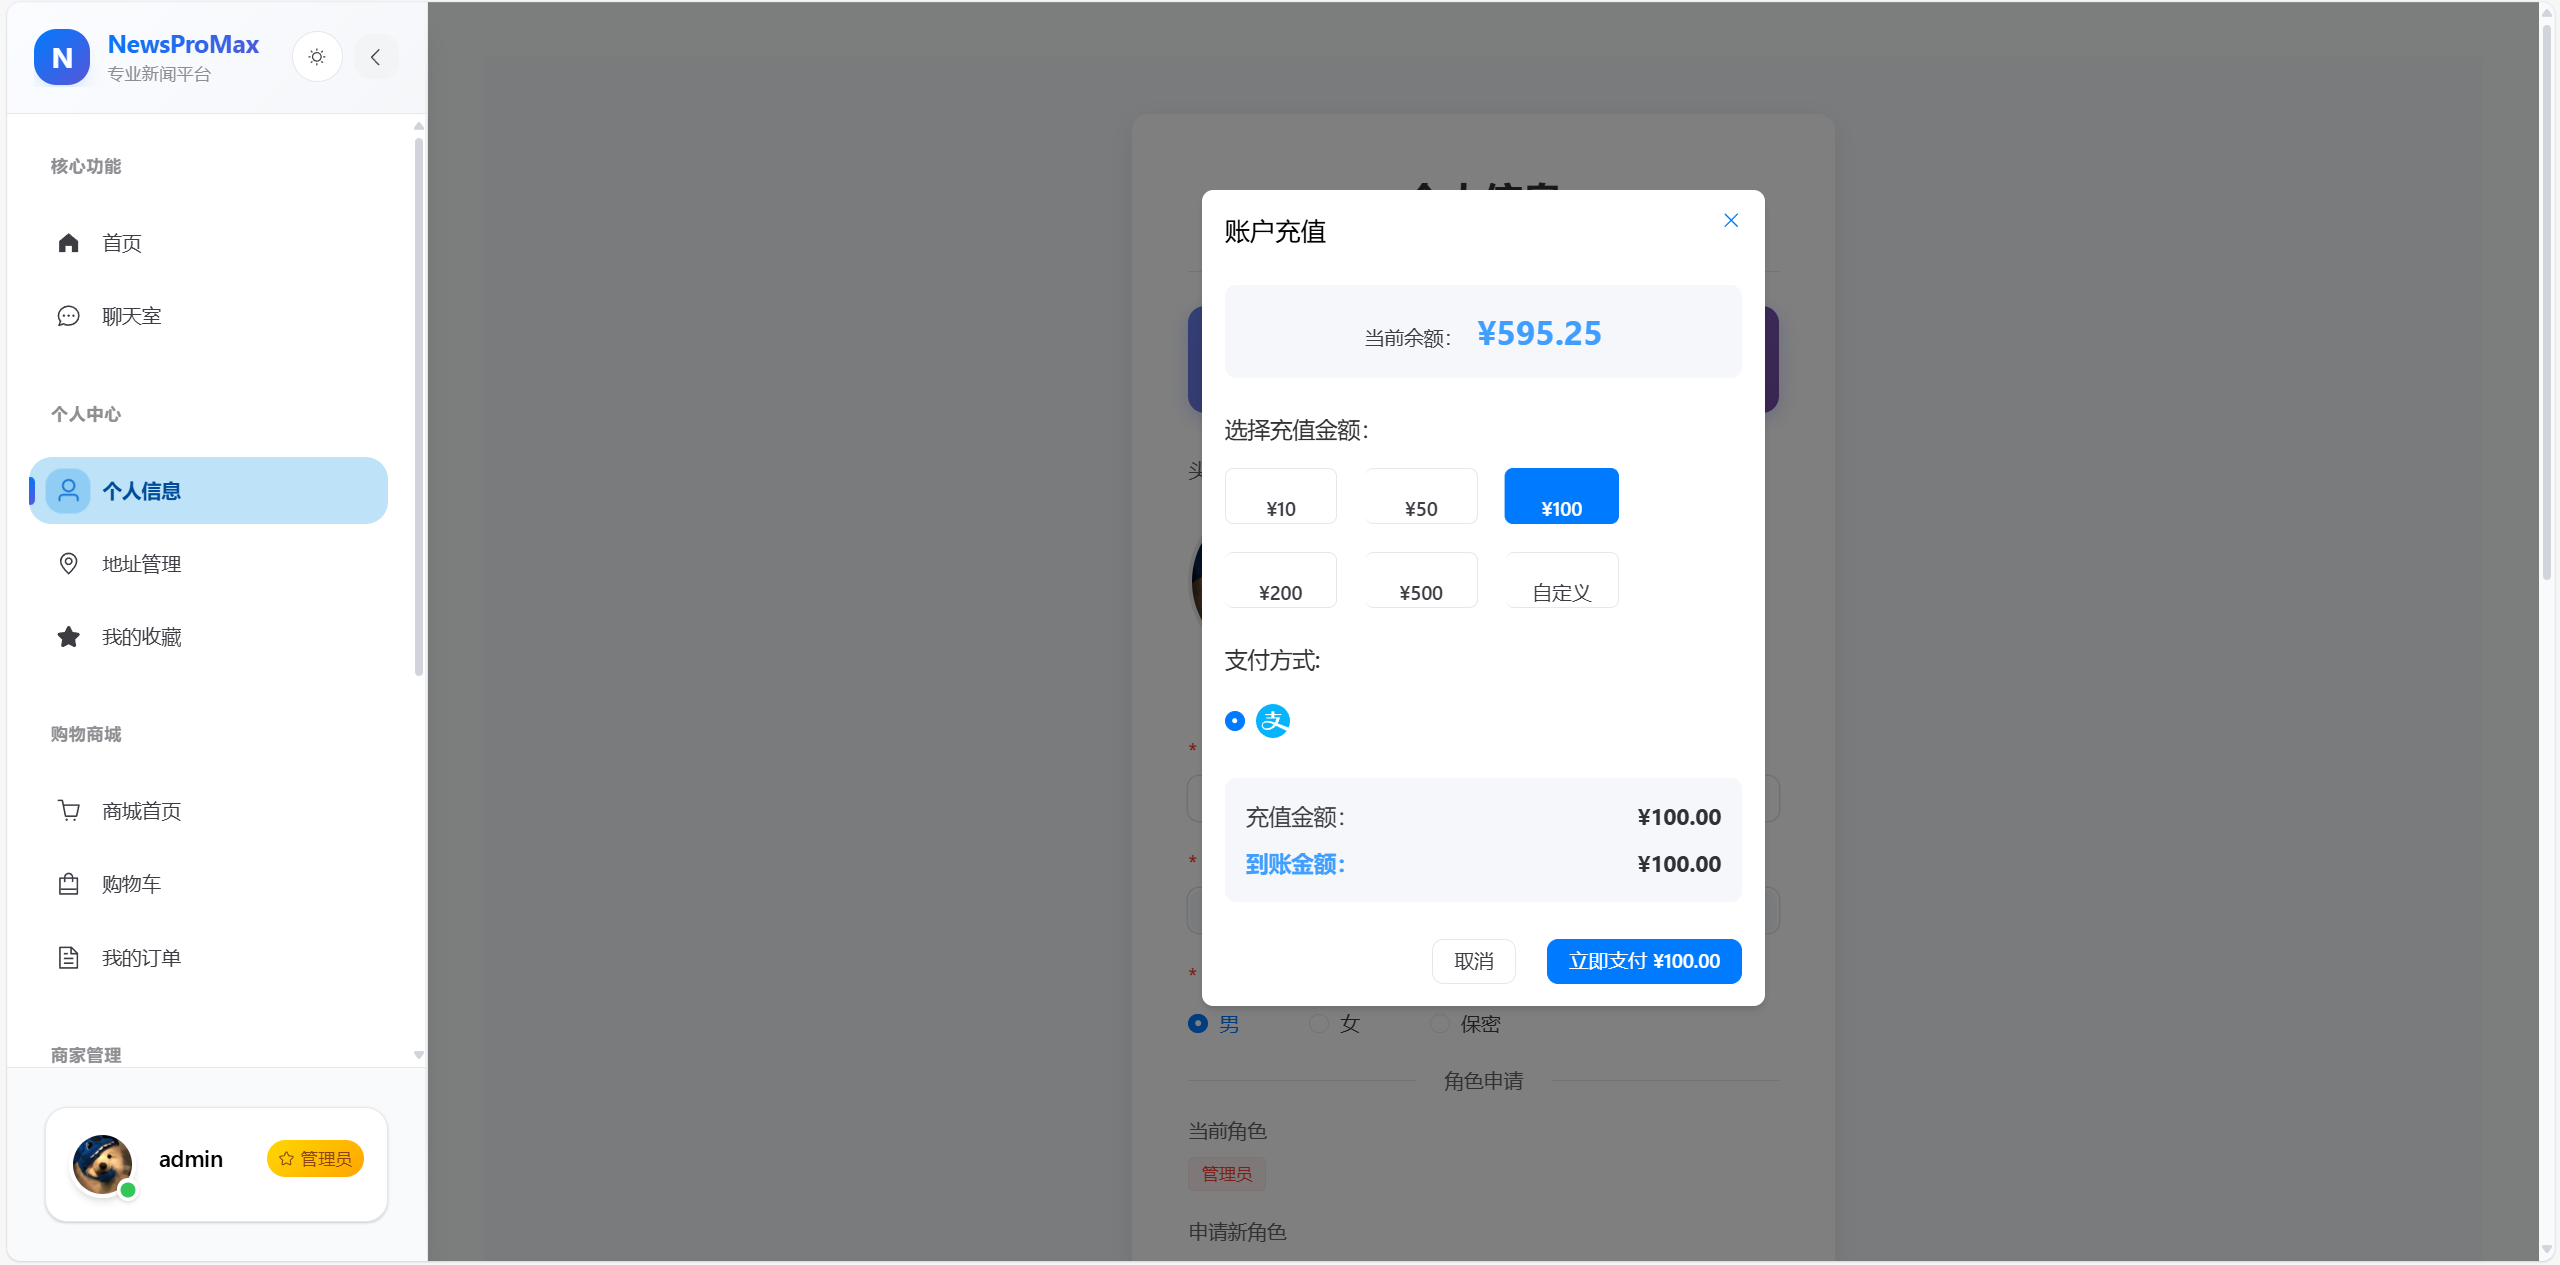 N
NewsProMax
专业新闻平台
核心功能
首页
聊天室
个人中心
个人信息
地址管理
我的收藏
购物商城
商城首页
购物车
我的订单
商家管理
admin
管理员
账户充值
当前余额： ¥595.25
选择充值金额：
¥10 ¥50 ¥100
¥200 ¥500 自定义
支付方式：
支
充值金额： ¥100.00
到账金额： ¥100.00
取消 立即支付 ¥100.00
*
*
*
男 女 保密
角色申请
当前角色
管理员
申请新角色